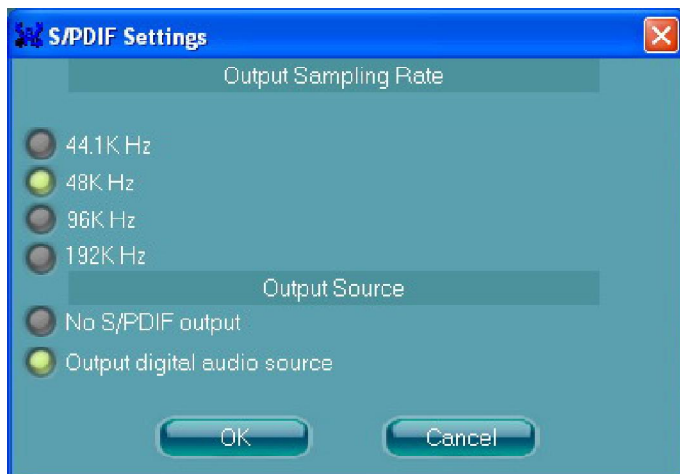 S/PDIF Settings
Output Sampling Rate
44.1K Hz
48K Hz
96K Hz
192K Hz
Output Source
No S/PDIF output
Output digital audio source
OK
Cancel